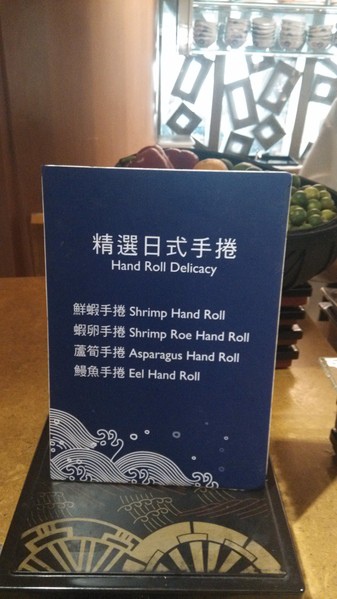 精選日式手捲
Hand Roll Delicacy
鮮蝦手捲 Shrimp Hand Roll
蝦卵手捲 Shrimp Roe Hand Roll
蘆筍手捲 Asparagus Hand Roll
鰻魚手捲 Eel Hand Roll